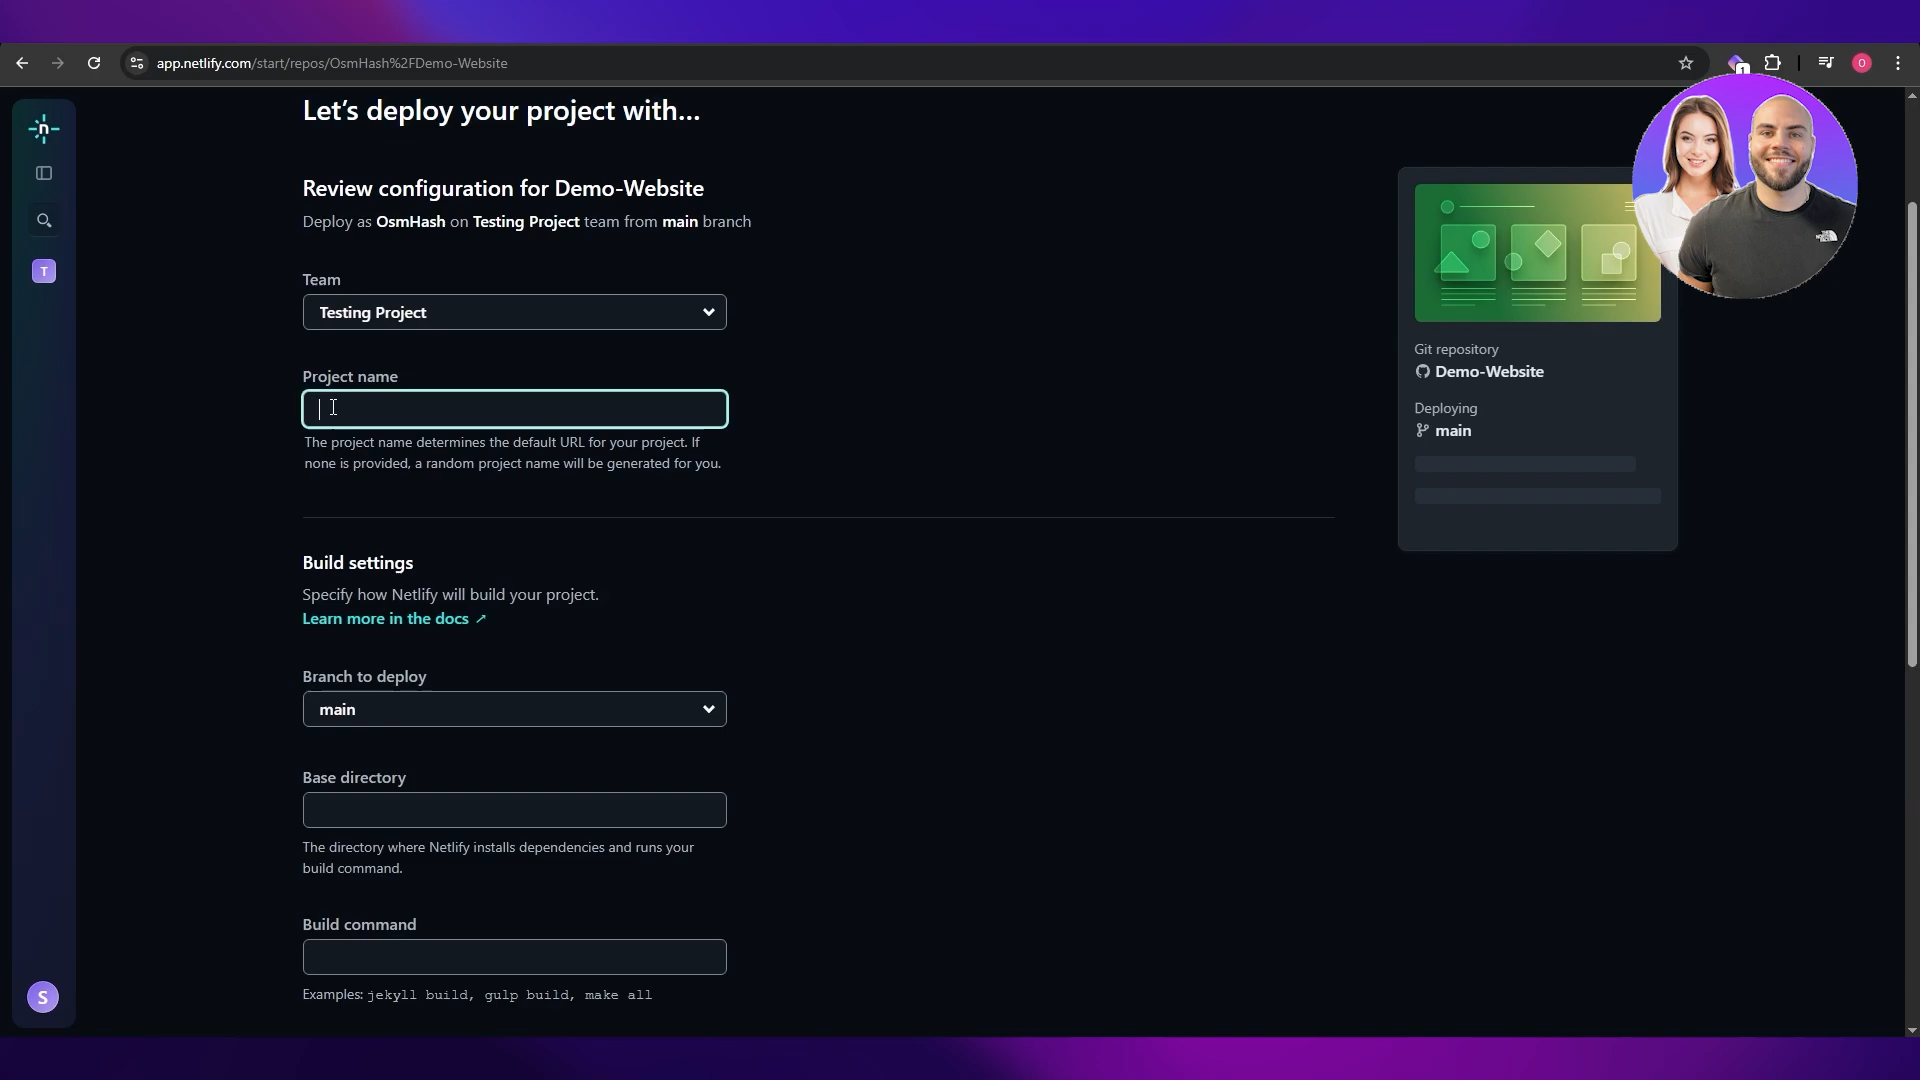 app.netlify.com/start/repos/OsmHash%2FDemo-Website
1
O
n
T
S
Let's deploy your project with...
Review configuration for Demo-Website
Deploy as OsmHash on Testing Project team from main branch
Team
Testing Project
Project name
The project name determines the default URL for your project. If
none is provided, a random project name will be generated for you.
Build settings
Specify how Netlify will build your project.
Learn more in the docs ↗
Branch to deploy
main
Base directory
The directory where Netlify installs dependencies and runs your
build command.
Build command
Examples: jekyll build, gulp build, make all
Git repository
Demo-Website
Deploying
main